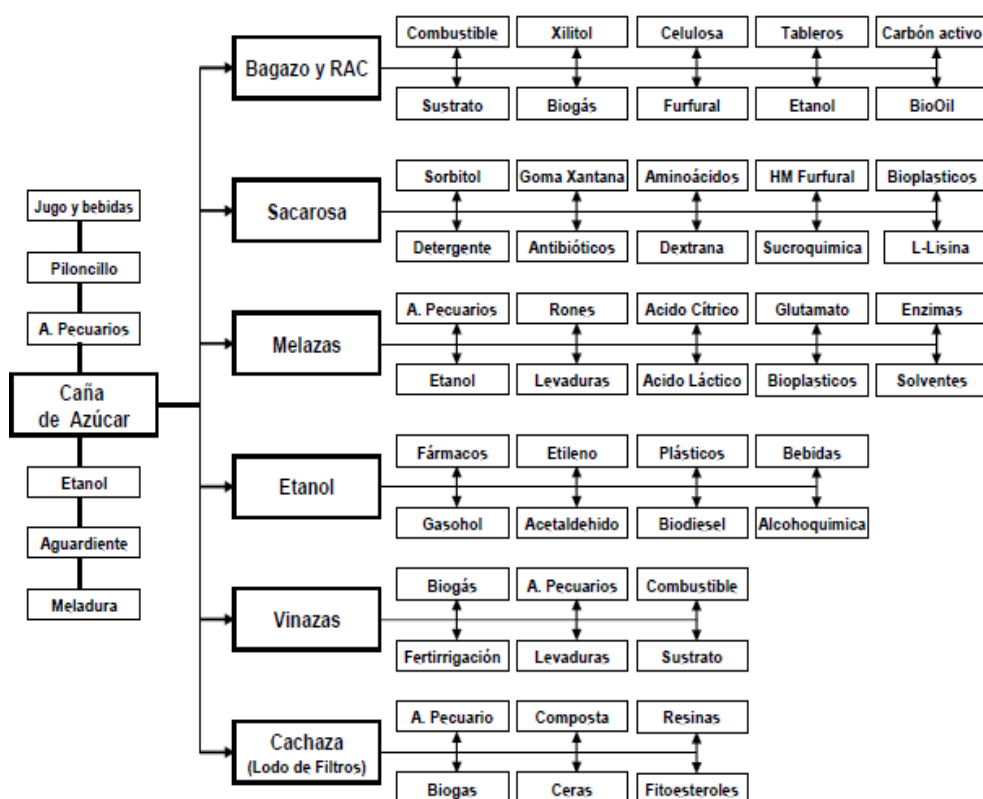 Combustible
Xilitol
Celulosa
Tableros
Carbón activo
Bagazo y RAC
Sustrato
Biogás
Furfural
Etanol
BioOil
Sorbitol
Goma Xantana
Aminoácidos
HM Furfural
Bioplasticos
Sacarosa
Detergente
Antibióticos
Dextrana
Sucroquimica
L-Lisina
Jugo y bebidas
Piloncillo
A. Pecuarios
Caña
de Azúcar
Etanol
Aguardiente
Meladura
A. Pecuarios
Rones
Acido Cítrico
Glutamato
Enzimas
Melazas
Etanol
Levaduras
Acido Láctico
Bioplasticos
Solventes
Fármacos
Etileno
Plásticos
Bebidas
Etanol
Gasohol
Acetaldehido
Biodiesel
Alcohoquimica
Biogás
A. Pecuarios
Combustible
Vinazas
Fertirrigación
Levaduras
Sustrato
A. Pecuario
Composta
Resinas
Cachaza
(Lodo de Filtros)
Biogas
Ceras
Fitoesteroles